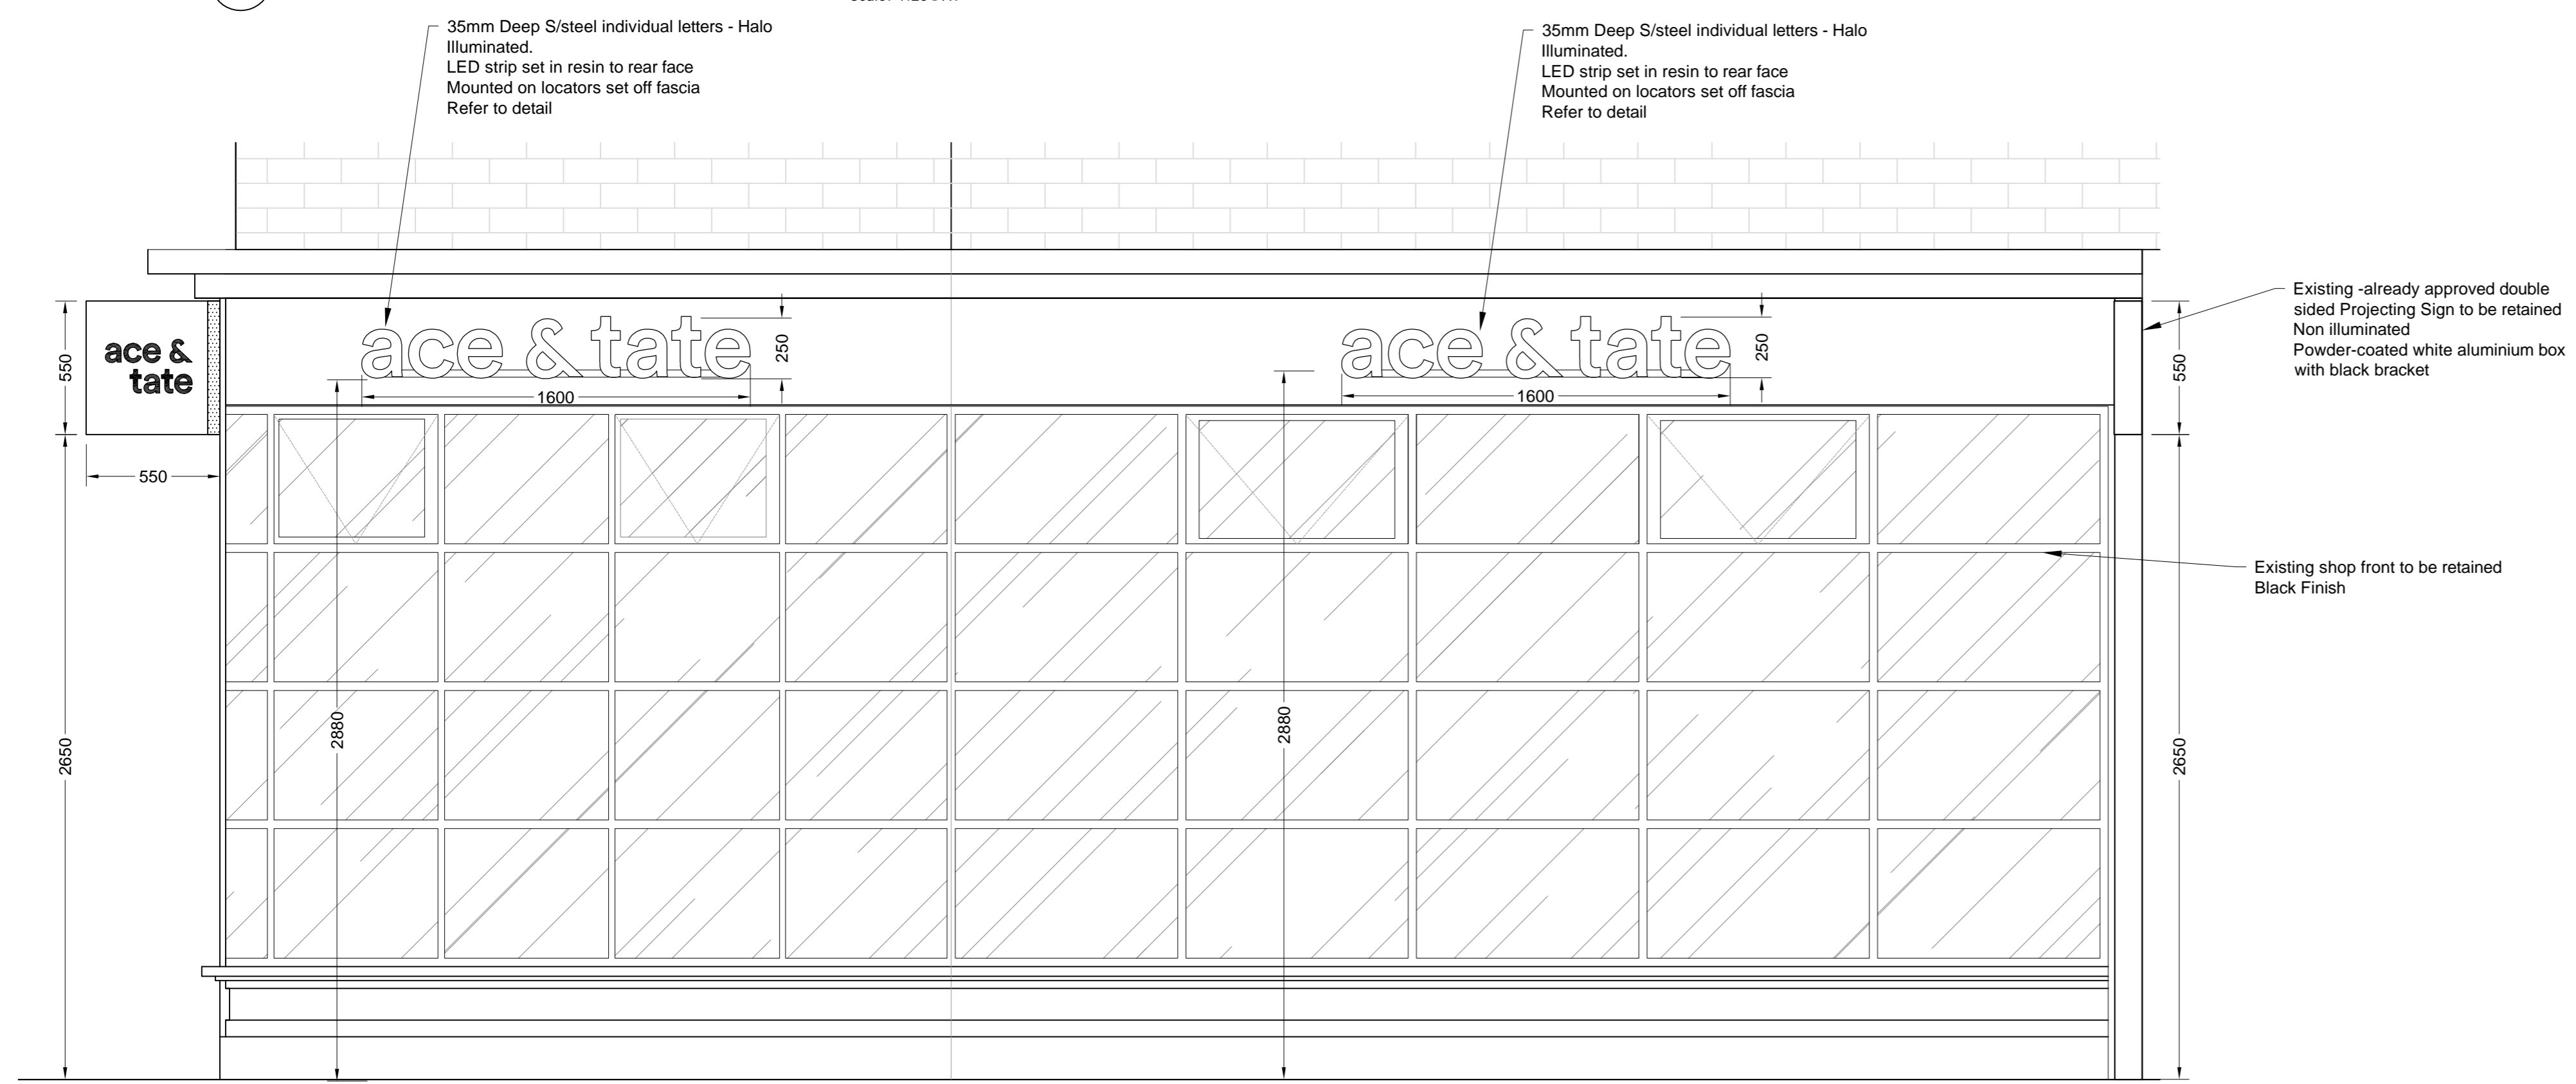 35mm Deep S/steel individual letters - Halo
Illuminated.
LED strip set in resin to rear face
Mounted on locators set off fascia
Refer to detail
35mm Deep S/steel individual letters - Halo
Illuminated.
LED strip set in resin to rear face
Mounted on locators set off fascia
Refer to detail
Existing -already approved double
sided Projecting Sign to be retained
Non illuminated
Powder-coated white aluminium box
with black bracket
ace &
tate
ace & tate
ace & tate
550
250
1600
250
1600
550
550
Existing shop front to be retained
Black Finish
2650
2880
2880
2650